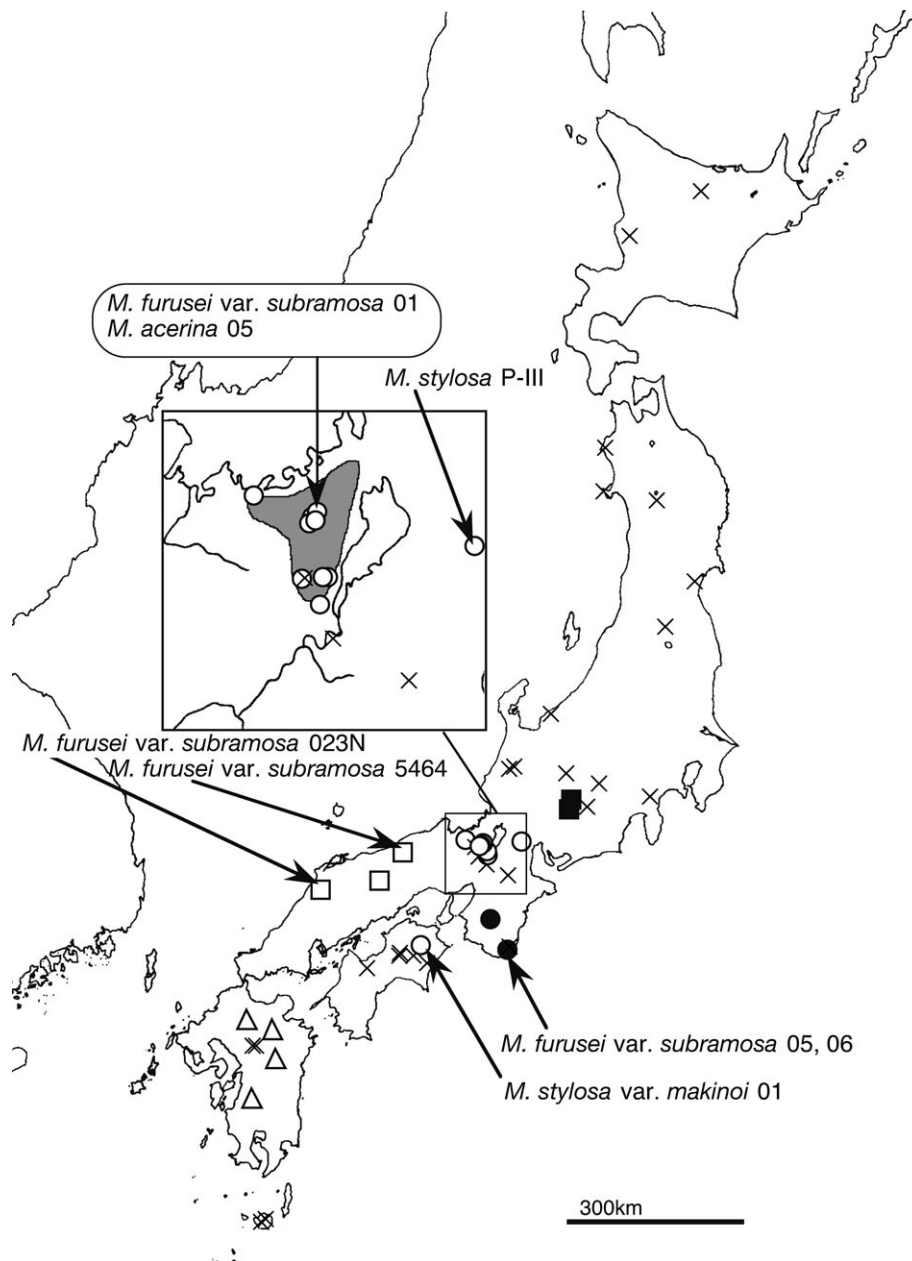 M. furusei var. subramosa 01
M. acerina 05
M. stylosa P-III
M. furusei var. subramosa 023N
M. furusei var. subramosa 5464
M. furusei var. subramosa 05, 06
M. stylosa var. makinoi 01
300km